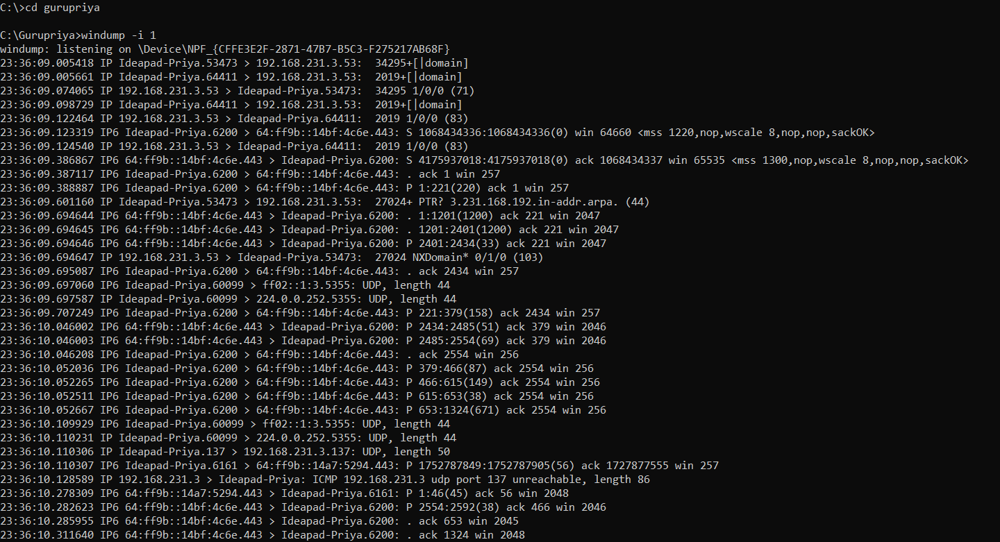 C:\>cd gurupriya
C:\Gurupriya>windump -i 1
windump: listening on \Device\NPF_{CFFE3E2F-2871-47B7-B5C3-F275217AB68F}
23:36:09.005418 IP Ideapad-Priya.53473 > 192.168.231.3.53:  34295+[|domain]
23:36:09.005661 IP Ideapad-Priya.64411 > 192.168.231.3.53:  2019+[|domain]
23:36:09.074065 IP 192.168.231.3.53 > Ideapad-Priya.53473:  34295 1/0/0 (71)
23:36:09.098729 IP Ideapad-Priya.64411 > 192.168.231.3.53:  2019+[|domain]
23:36:09.122464 IP 192.168.231.3.53 > Ideapad-Priya.64411:  2019 1/0/0 (83)
23:36:09.123319 IP6 Ideapad-Priya.6200 > 64:ff9b::14bf:4c6e.443: S 1068434336:1068434336(0) win 64660 <mss 1220,nop,wscale 8,nop,nop,sackOK>
23:36:09.124540 IP 192.168.231.3.53 > Ideapad-Priya.64411:  2019 1/0/0 (83)
23:36:09.386867 IP6 64:ff9b::14bf:4c6e.443 > Ideapad-Priya.6200: S 4175937018:4175937018(0) ack 1068434337 win 65535 <mss 1300,nop,wscale 8,nop,nop,sackOK>
23:36:09.387117 IP6 Ideapad-Priya.6200 > 64:ff9b::14bf:4c6e.443: . ack 1 win 257
23:36:09.388887 IP6 Ideapad-Priya.6200 > 64:ff9b::14bf:4c6e.443: P 1:221(220) ack 1 win 257
23:36:09.601160 IP Ideapad-Priya.53473 > 192.168.231.3.53:  27024+ PTR? 3.231.168.192.in-addr.arpa. (44)
23:36:09.694644 IP6 64:ff9b::14bf:4c6e.443 > Ideapad-Priya.6200: . 1:1201(1200) ack 221 win 2047
23:36:09.694645 IP6 64:ff9b::14bf:4c6e.443 > Ideapad-Priya.6200: . 1201:2401(1200) ack 221 win 2047
23:36:09.694646 IP6 64:ff9b::14bf:4c6e.443 > Ideapad-Priya.6200: P 2401:2434(33) ack 221 win 2047
23:36:09.694647 IP 192.168.231.3.53 > Ideapad-Priya.53473:  27024 NXDomain* 0/1/0 (103)
23:36:09.695087 IP6 Ideapad-Priya.6200 > 64:ff9b::14bf:4c6e.443: . ack 2434 win 257
23:36:09.697060 IP6 Ideapad-Priya.60099 > ff02::1:3.5355: UDP, length 44
23:36:09.697587 IP Ideapad-Priya.60099 > 224.0.0.252.5355: UDP, length 44
23:36:09.707249 IP6 Ideapad-Priya.6200 > 64:ff9b::14bf:4c6e.443: P 221:379(158) ack 2434 win 257
23:36:10.046002 IP6 64:ff9b::14bf:4c6e.443 > Ideapad-Priya.6200: P 2434:2485(51) ack 379 win 2046
23:36:10.046003 IP6 64:ff9b::14bf:4c6e.443 > Ideapad-Priya.6200: P 2485:2554(69) ack 379 win 2046
23:36:10.046208 IP6 Ideapad-Priya.6200 > 64:ff9b::14bf:4c6e.443: . ack 2554 win 256
23:36:10.052036 IP6 Ideapad-Priya.6200 > 64:ff9b::14bf:4c6e.443: P 379:466(87) ack 2554 win 256
23:36:10.052265 IP6 Ideapad-Priya.6200 > 64:ff9b::14bf:4c6e.443: P 466:615(149) ack 2554 win 256
23:36:10.052511 IP6 Ideapad-Priya.6200 > 64:ff9b::14bf:4c6e.443: P 615:653(38) ack 2554 win 256
23:36:10.052667 IP6 Ideapad-Priya.6200 > 64:ff9b::14bf:4c6e.443: P 653:1324(671) ack 2554 win 256
23:36:10.109929 IP6 Ideapad-Priya.60099 > ff02::1:3.5355: UDP, length 44
23:36:10.110231 IP Ideapad-Priya.60099 > 224.0.0.252.5355: UDP, length 44
23:36:10.110306 IP Ideapad-Priya.137 > 192.168.231.3.137: UDP, length 50
23:36:10.110307 IP6 Ideapad-Priya.6161 > 64:ff9b::14a7:5294.443: P 1752787849:1752787905(56) ack 1727877555 win 257
23:36:10.128589 IP 192.168.231.3 > Ideapad-Priya: ICMP 192.168.231.3 udp port 137 unreachable, length 86
23:36:10.278309 IP6 64:ff9b::14a7:5294.443 > Ideapad-Priya.6161: P 1:46(45) ack 56 win 2048
23:36:10.282623 IP6 64:ff9b::14bf:4c6e.443 > Ideapad-Priya.6200: P 2554:2592(38) ack 466 win 2046
23:36:10.285955 IP6 64:ff9b::14bf:4c6e.443 > Ideapad-Priya.6200: . ack 653 win 2045
23:36:10.311640 IP6 64:ff9b::14bf:4c6e.443 > Ideapad-Priya.6200: . ack 1324 win 2048